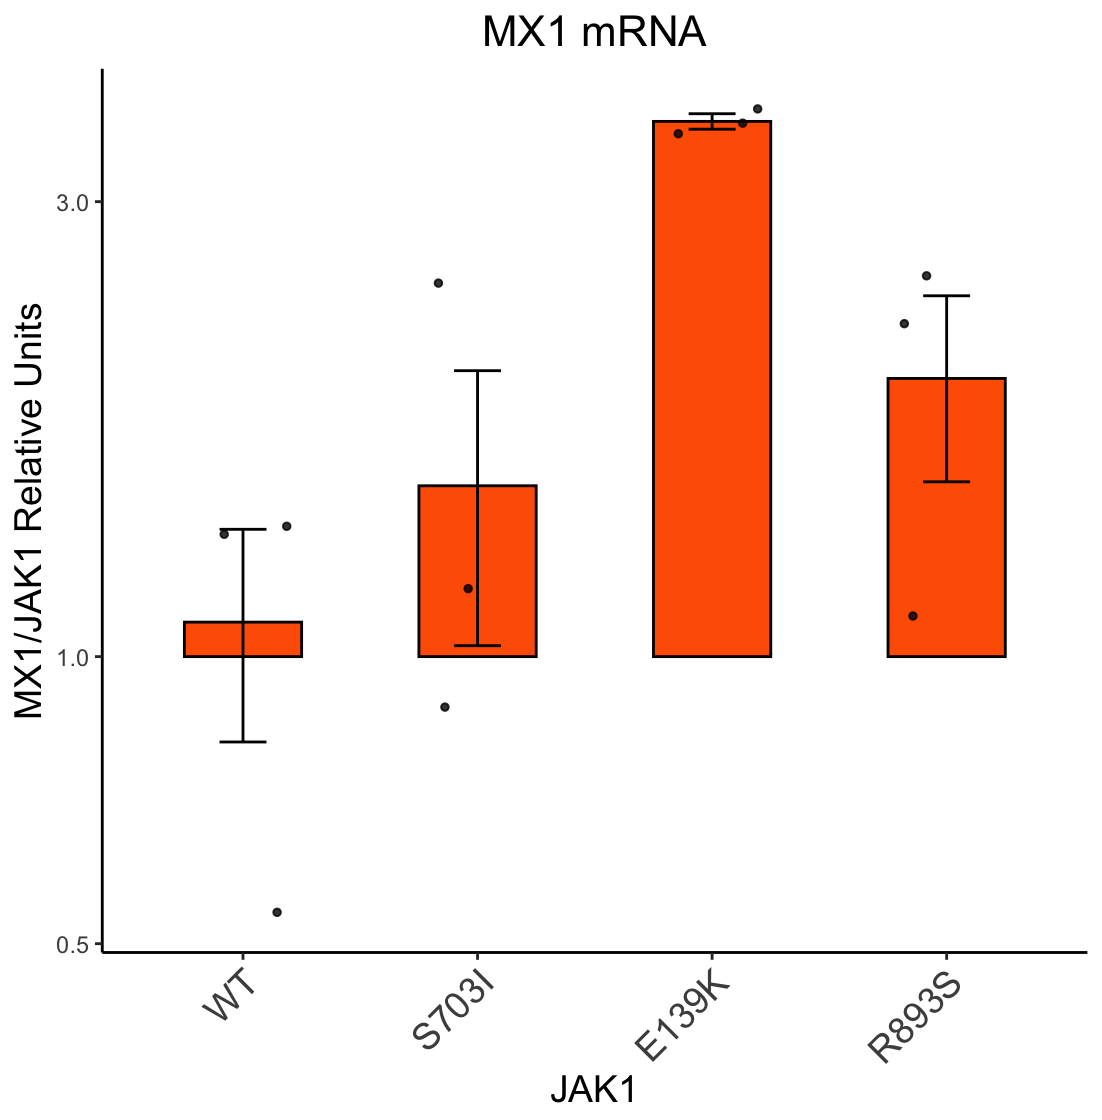 MX1 mRNA
MX1/JAK1 Relative Units
3.0
1.0
0.5
WT
S703I
E139K
R893S
JAK1